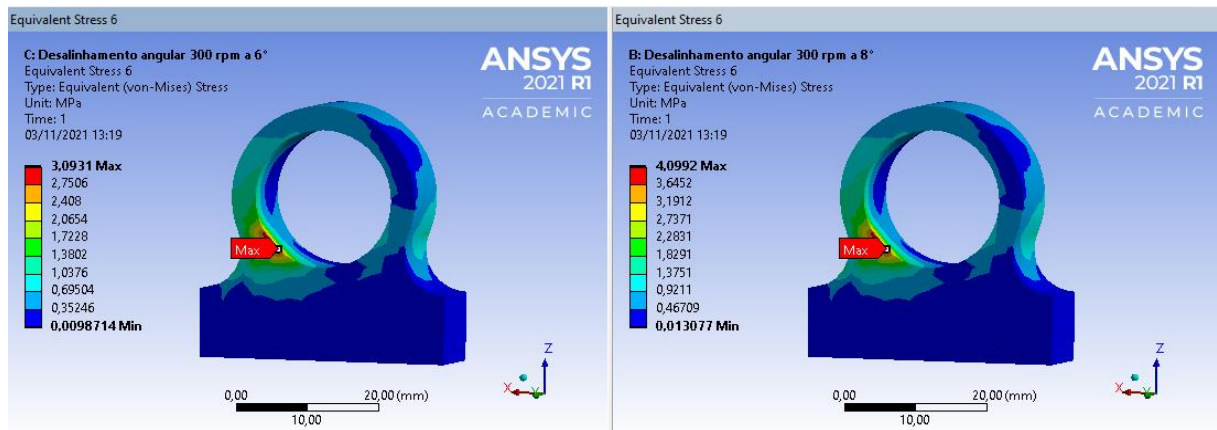 Equivalent Stress 6
C: Desalinhamento angular 300 rpm a 6°
Equivalent Stress 6
Type: Equivalent (von-Mises) Stress
Unit: MPa
Time: 1
03/11/2021 13:19
3,0931 Max
2,7506
2,408
2,0654
1,7228
1,3802
1,0376
0,69504
0,35246
0,0098714 Min
ANSYS
2021 R1
ACADEMIC
Max
0,00
10,00
20,00 (mm)
Z
X
Y
Equivalent Stress 6
B: Desalinhamento angular 300 rpm a 8°
Equivalent Stress 6
Type: Equivalent (von-Mises) Stress
Unit: MPa
Time: 1
03/11/2021 13:19
4,0992 Max
3,6452
3,1912
2,7371
2,2831
1,8291
1,3751
0,9211
0,46709
0,013077 Min
ANSYS
2021 R1
ACADEMIC
Max
0,00
10,00
20,00 (mm)
Z
X
Y